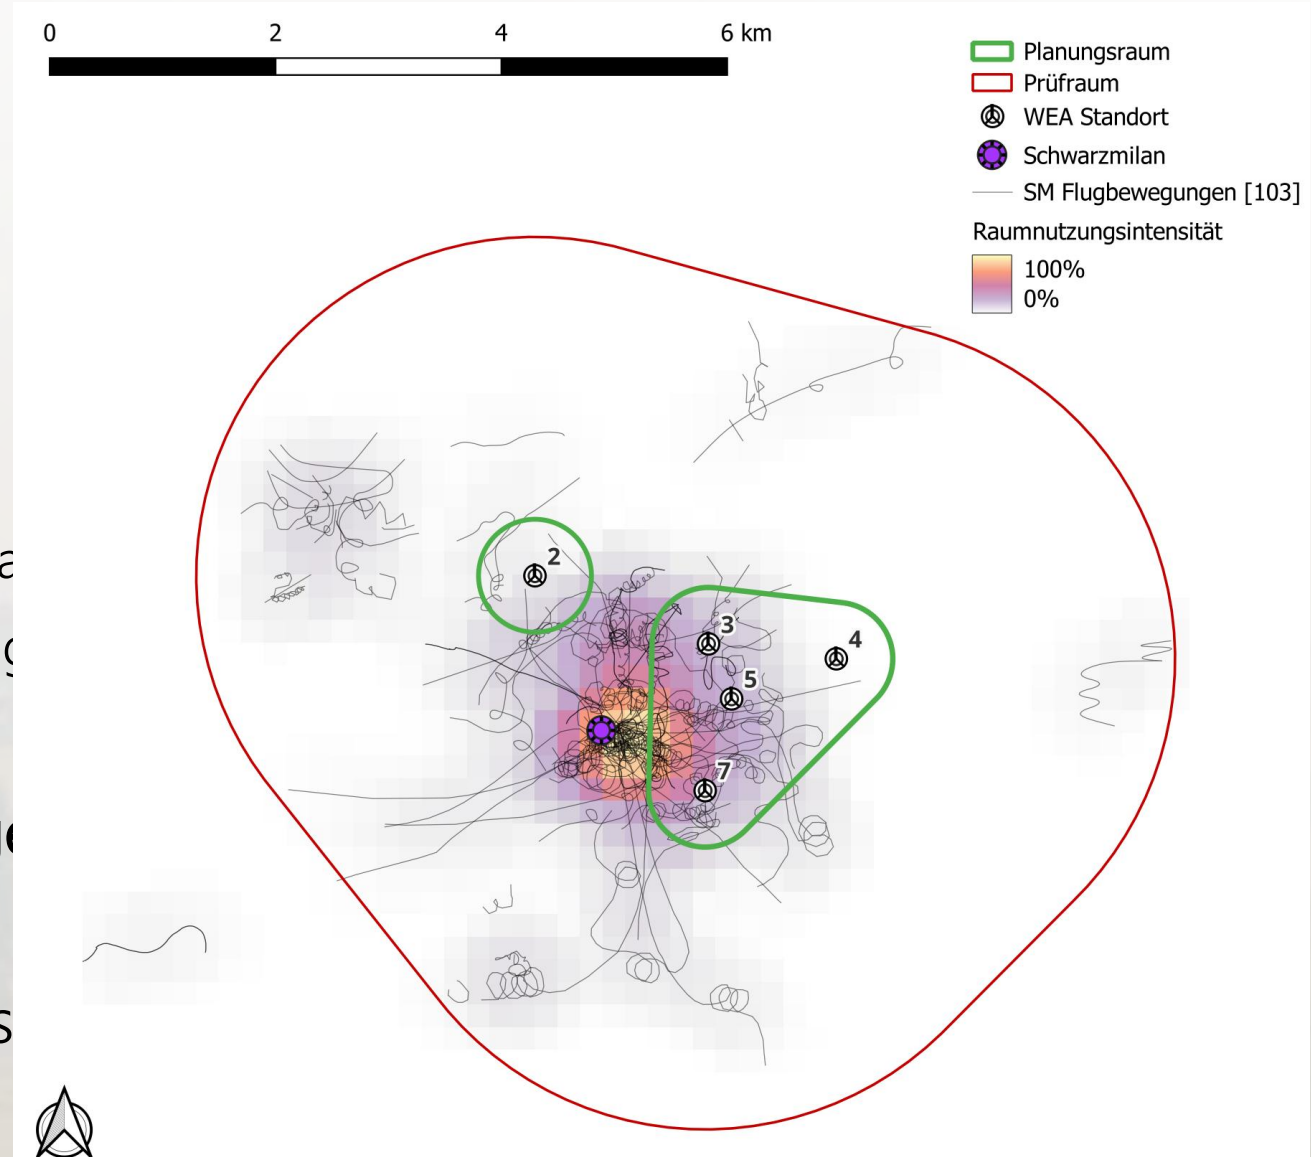 0 2 4 6 km
Planungsraum
Prüfraum
WEA Standort
Schwarzmilan
SM Flugbewegungen [103]
Raumnutzungsintensität
100%
0%
2
3
4
5
7